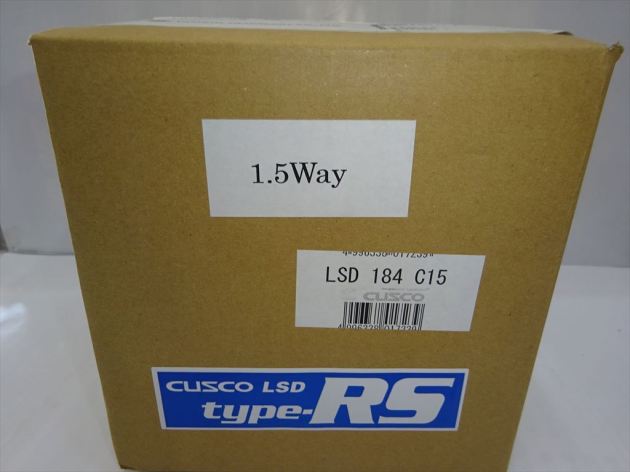 1.5Way
LSD 184 C15
CUSCO
CUSCO LSD
type-RS